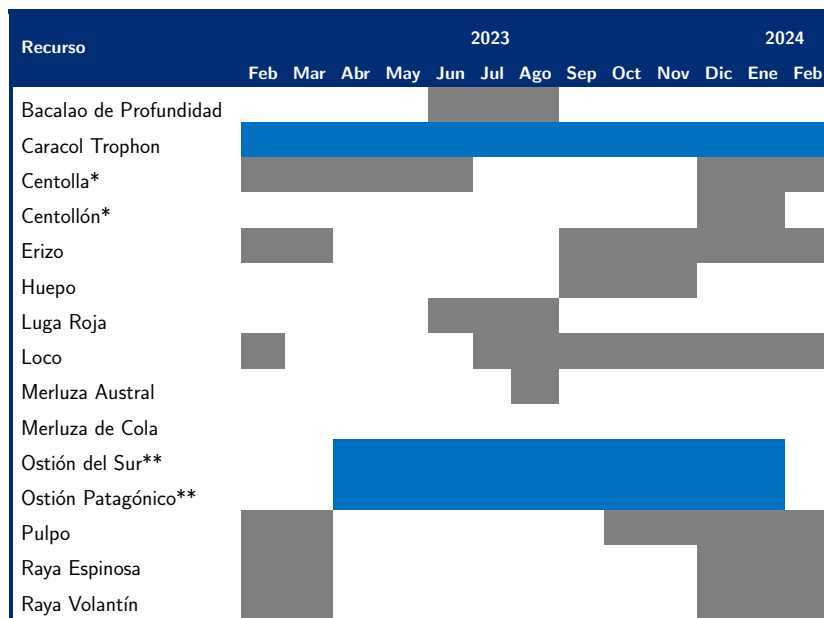 Recurso 2023 2024
Feb Mar Abr May Jun Jul Ago Sep Oct Nov Dic Ene Feb
Bacalao de Profundidad
Caracol Trophon
Centolla*
Centollón*
Erizo
Huepo
Luga Roja
Loco
Merluza Austral
Merluza de Cola
Ostión del Sur**
Ostión Patagónico**
Pulpo
Raya Espinosa
Raya Volantín